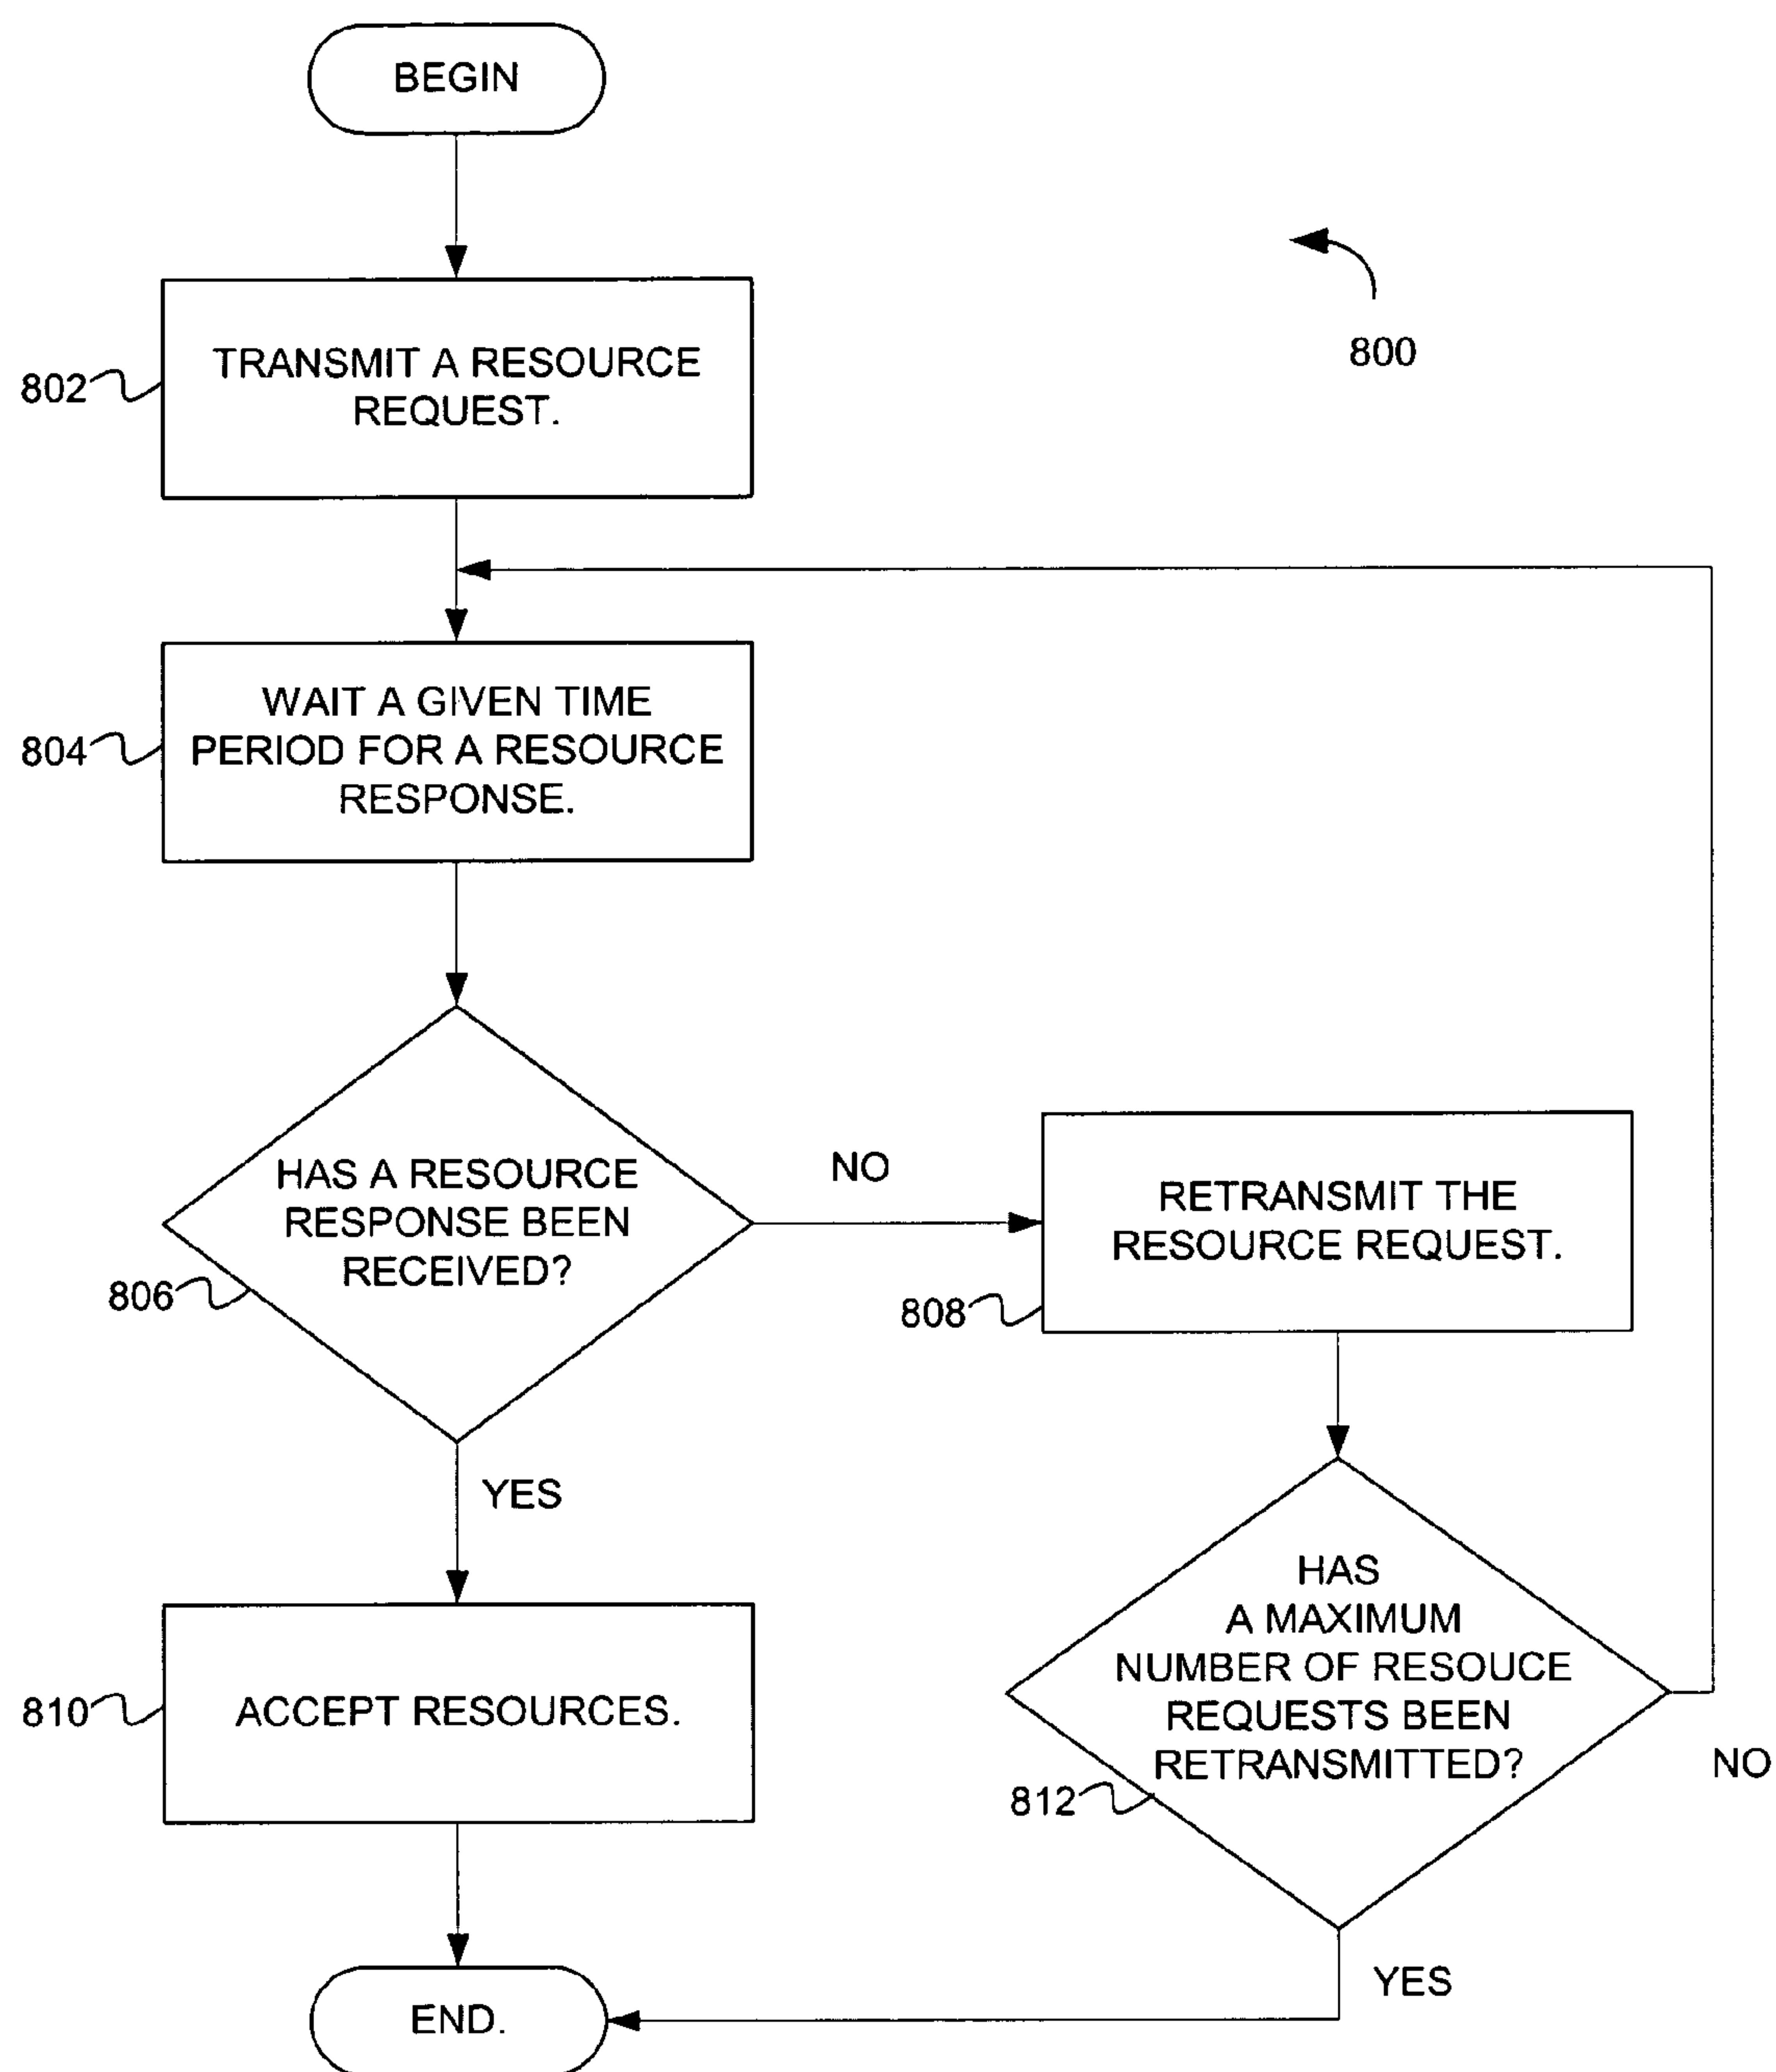 BEGIN
800
802
TRANSMIT A RESOURCE
REQUEST.
804
WAIT A GIVEN TIME
PERIOD FOR A RESOURCE
RESPONSE.
806
HAS A RESOURCE
RESPONSE BEEN
RECEIVED?
NO
808
RETRANSMIT THE
RESOURCE REQUEST.
YES
810
ACCEPT RESOURCES.
812
HAS
A MAXIMUM
NUMBER OF RESOUCE
REQUESTS BEEN
RETRANSMITTED?
NO
YES
END.